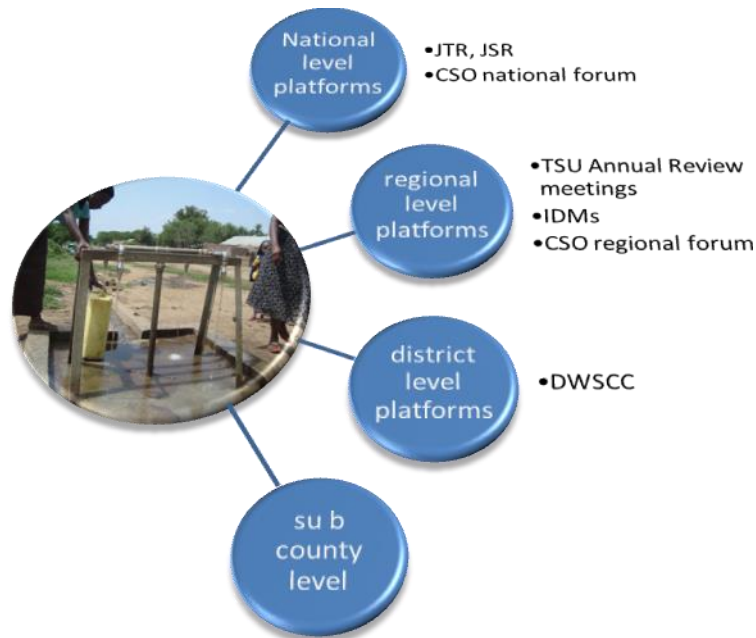 National
level
platforms
•JTR, JSR
•CSO national forum
regional
level
platforms
•TSU Annual Review
meetings
•IDMs
•CSO regional forum
district
level
platforms
•DWSCC
su b
county
level